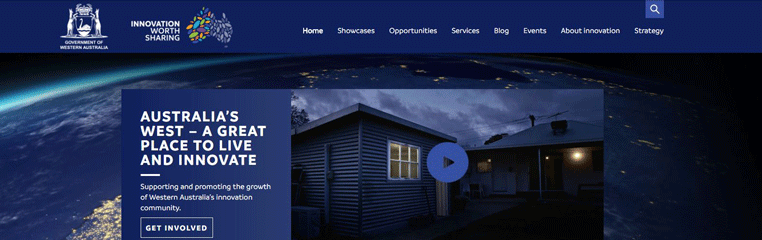 GOVERNMENT OF
WESTERN AUSTRALIA
INNOVATION
WORTH
SHARING
Home Showcases Opportunities Services Blog Events About innovation Strategy
AUSTRALIA'S
WEST – A GREAT
PLACE TO LIVE
AND INNOVATE
Supporting and promoting the growth
of Western Australia's innovation
community.
GET INVOLVED